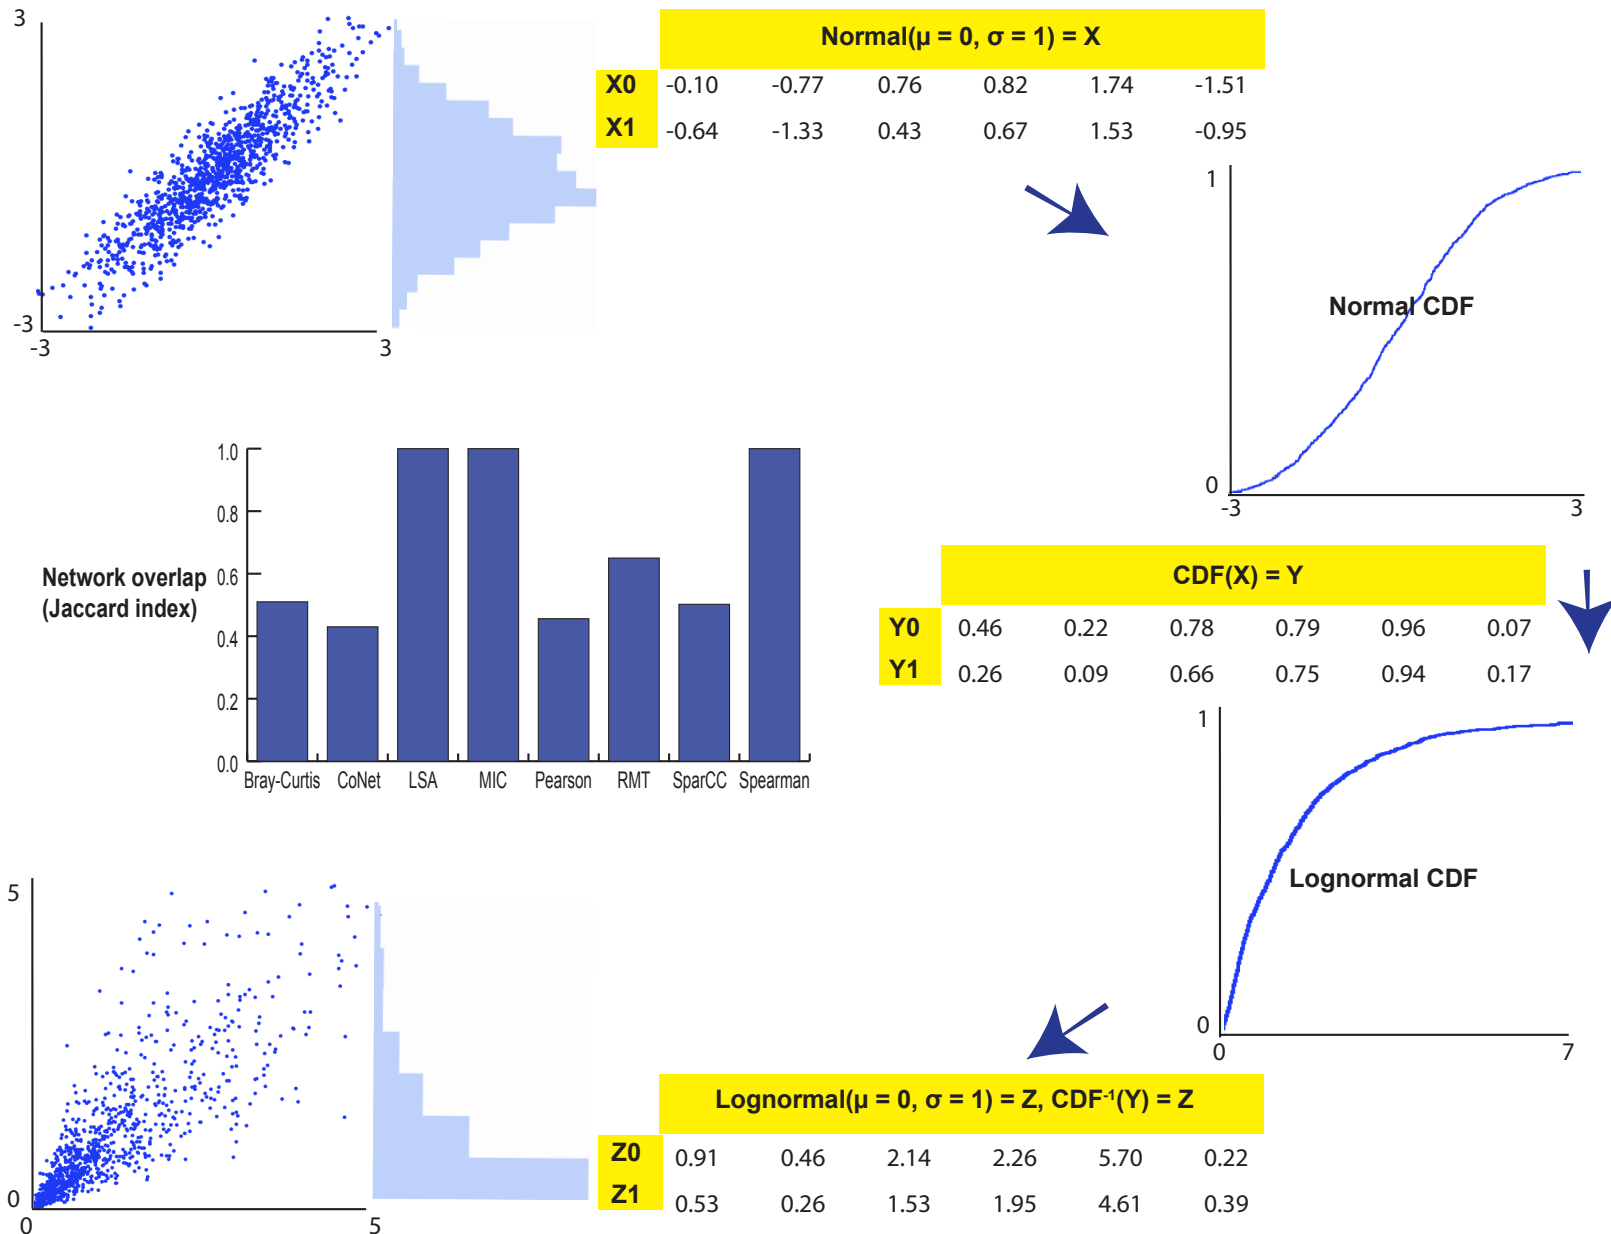 3
-3
-3
3
Normal(μ = 0, σ = 1) = X
X0 -0.10 -0.77 0.76 0.82 1.74 -1.51
X1 -0.64 -1.33 0.43 0.67 1.53 -0.95
1
Normal CDF
0
-3
3
1.0
0.8
0.6
0.4
0.2
0.0
Network overlap
(Jaccard index)
Bray-Curtis CoNet LSA MIC Pearson RMT SparCC Spearman
CDF(X) = Y
Y0 0.46 0.22 0.78 0.79 0.96 0.07
Y1 0.26 0.09 0.66 0.75 0.94 0.17
1
Lognormal CDF
0
0
7
5
0
0
5
Lognormal(μ = 0, σ = 1) = Z, CDF⁻¹(Y) = Z
Z0 0.91 0.46 2.14 2.26 5.70 0.22
Z1 0.53 0.26 1.53 1.95 4.61 0.39